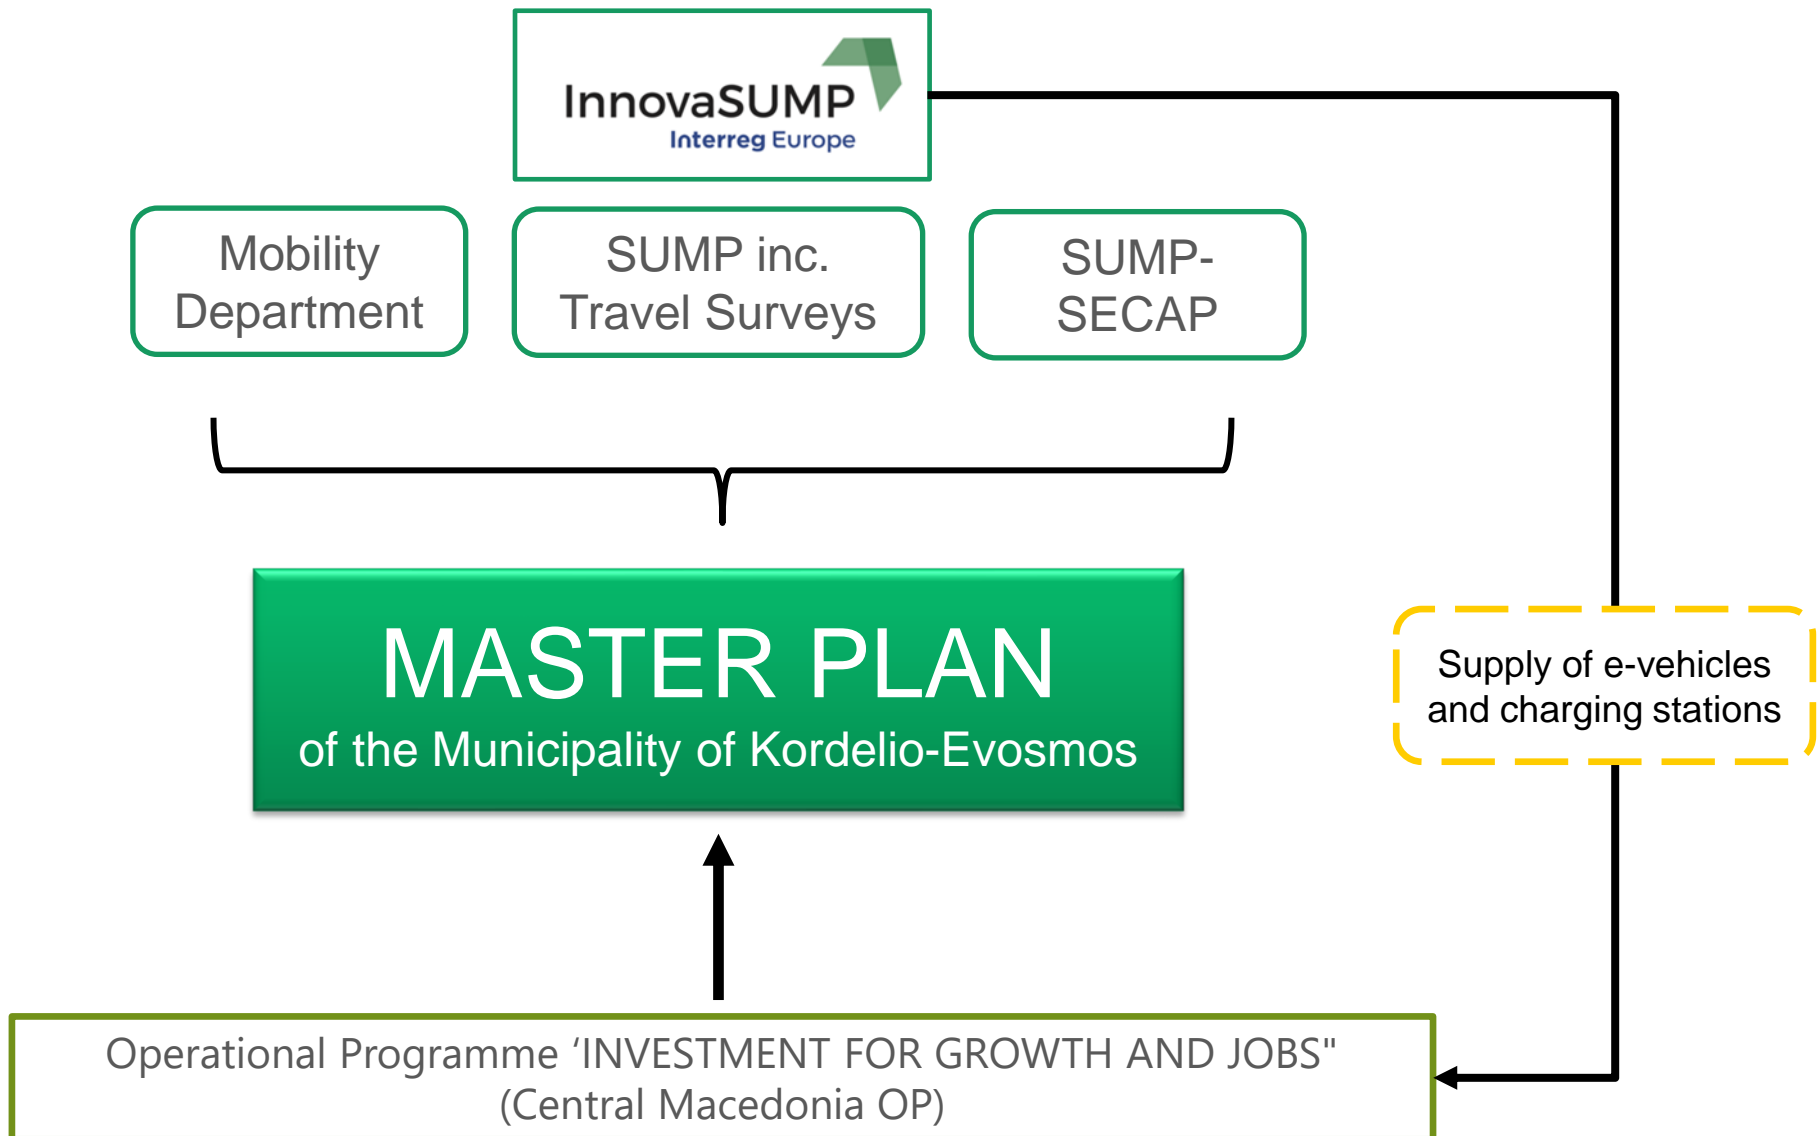 InnovaSUMP
Interreg Europe
Mobility
Department
SUMP inc.
Travel Surveys
SUMP-
SECAP
MASTER PLAN
of the Municipality of Kordelio-Evosmos
Supply of e-vehicles
and charging stations
Operational Programme ‘INVESTMENT FOR GROWTH AND JOBS"
(Central Macedonia OP)